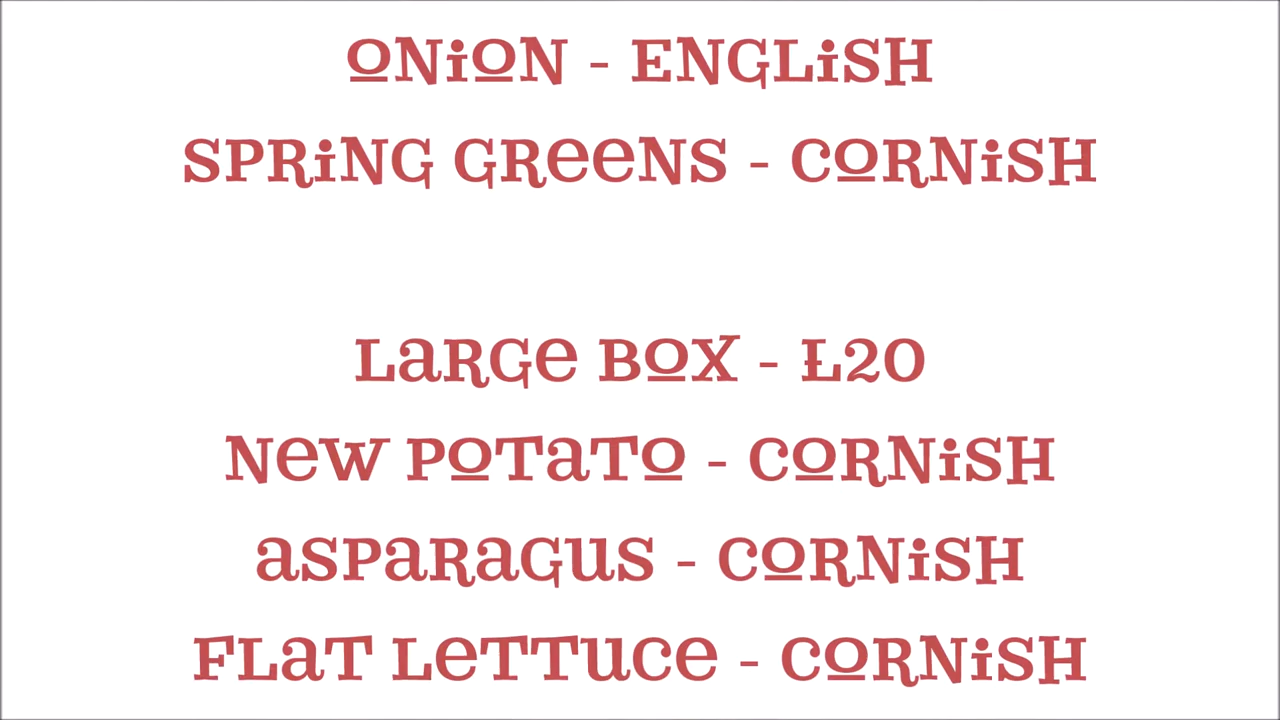 ONiON - ENGLiSH
SPRiNG GReeNS - CORNiSH
LaRGe BOX - £20
NeW POTaTO - CORNiSH
aSPaRaGuS - CORNiSH
FLaT LeTTuce - CORNiSH